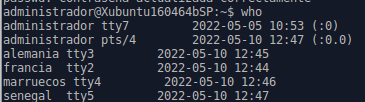 passwd: contraseña actualizada correctamente
administrador@Xubuntu160464bSP:~$ who
administrador tty7 2022-05-05 10:53 (:0)
administrador pts/4 2022-05-10 12:47 (:0.0)
alemania tty3 2022-05-10 12:45
francia tty2 2022-05-10 12:44
marruecos tty4 2022-05-10 12:46
senegal tty5 2022-05-10 12:47